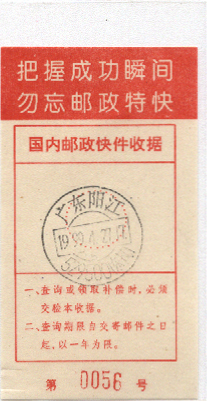 把握成功瞬间
勿忘邮政特快
国内邮政快件收据
广东阳江
一、查询或领取补偿时，必须
交验本收据。
二、查询期限自交寄邮件之日
起，以一年为限。
第 0056 号